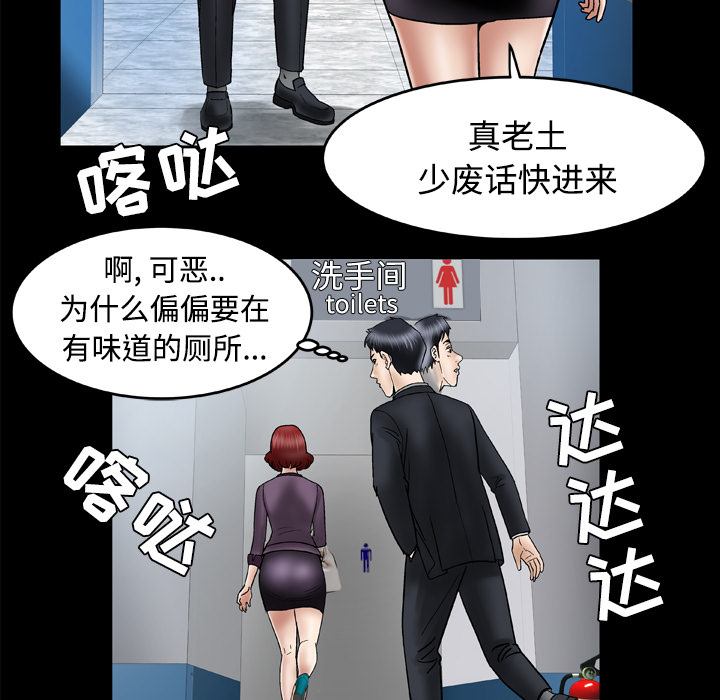 真老土
少废话快进来
喀哒
啊, 可恶..
为什么偏偏要在
有味道的厕所...
洗手间
toilets
喀哒
达达达